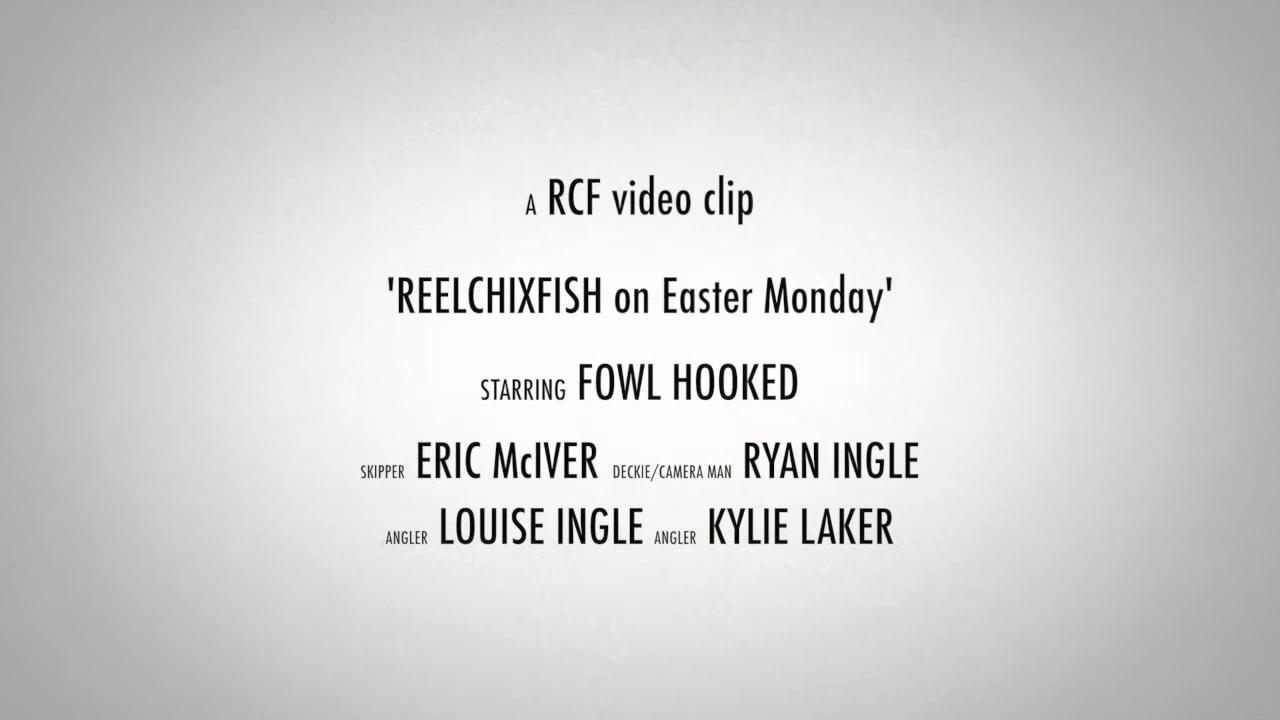 A RCF video clip
'REELCHIXFISH on Easter Monday'
STARRING FOWL HOOKED
SKIPPER ERIC McIVER DECKIE/CAMERA MAN RYAN INGLE
ANGLER LOUISE INGLE ANGLER KYLIE LAKER